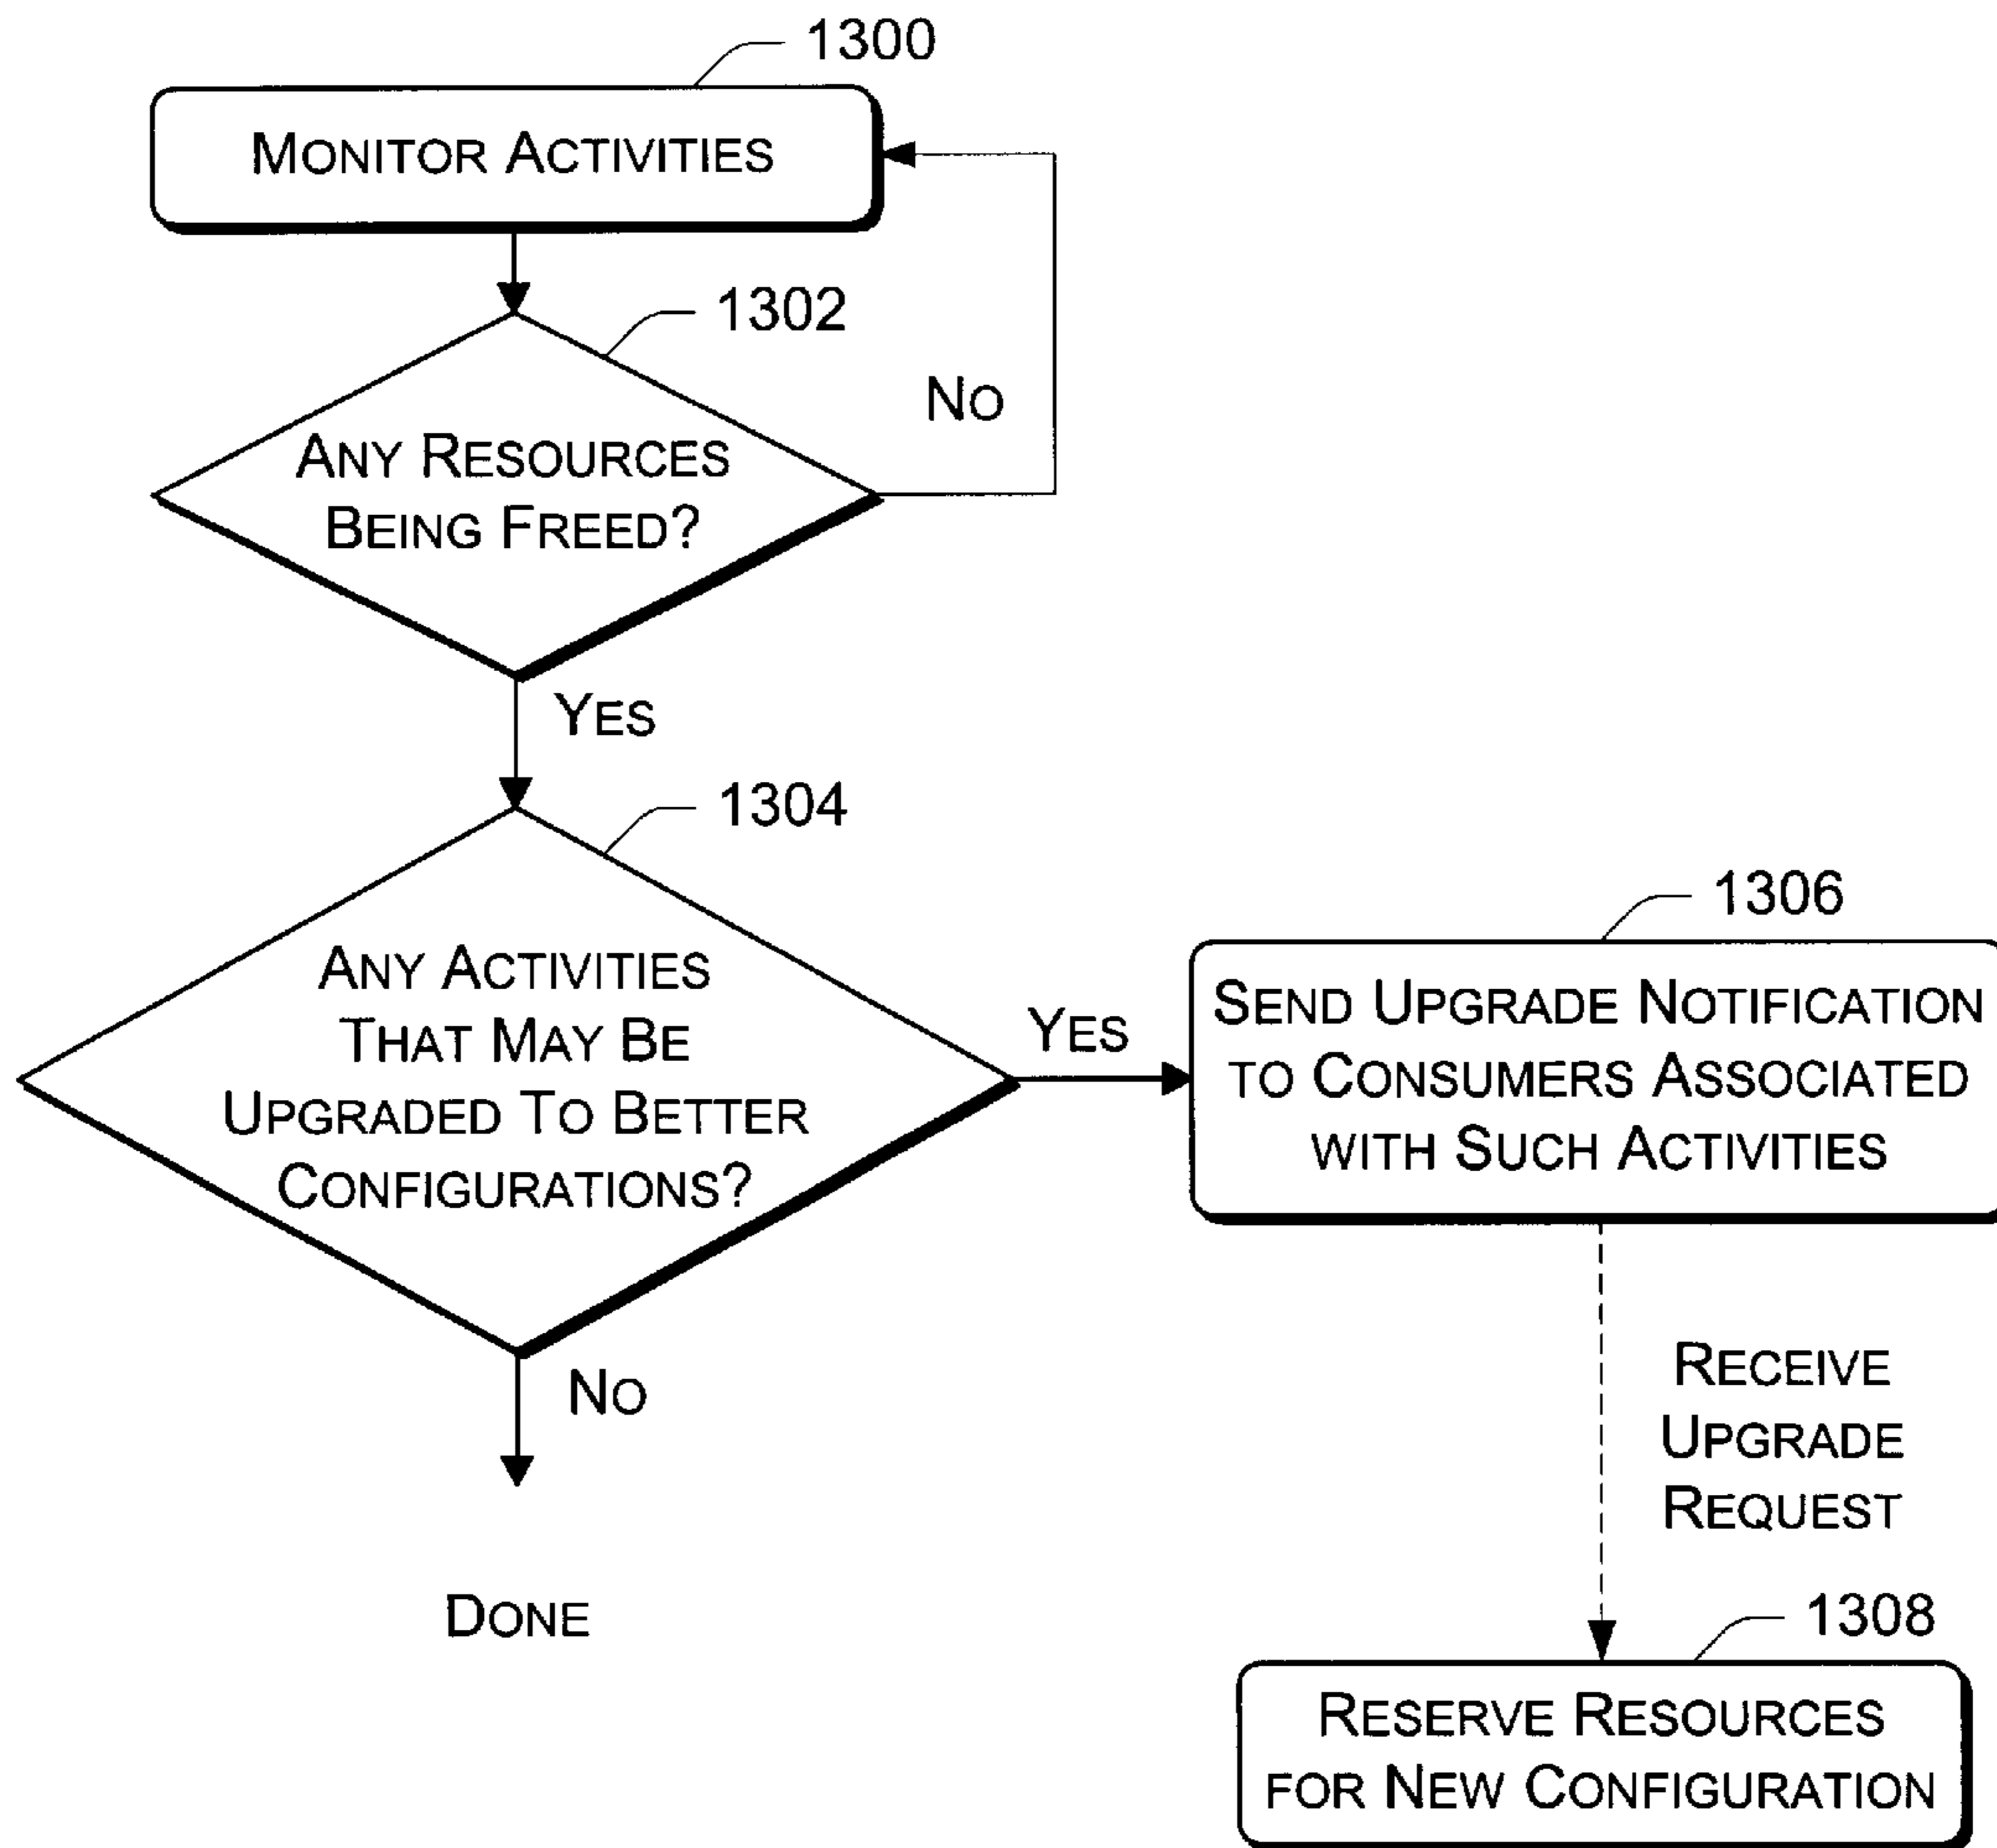 1300
MONITOR ACTIVITIES
1302
NO
ANY RESOURCES
BEING FREED?
YES
1304
ANY ACTIVITIES
THAT MAY BE
UPGRADED TO BETTER
CONFIGURATIONS?
YES
1306
SEND UPGRADE NOTIFICATION
TO CONSUMERS ASSOCIATED
WITH SUCH ACTIVITIES
NO
DONE
RECEIVE
UPGRADE
REQUEST
1308
RESERVE RESOURCES
FOR NEW CONFIGURATION